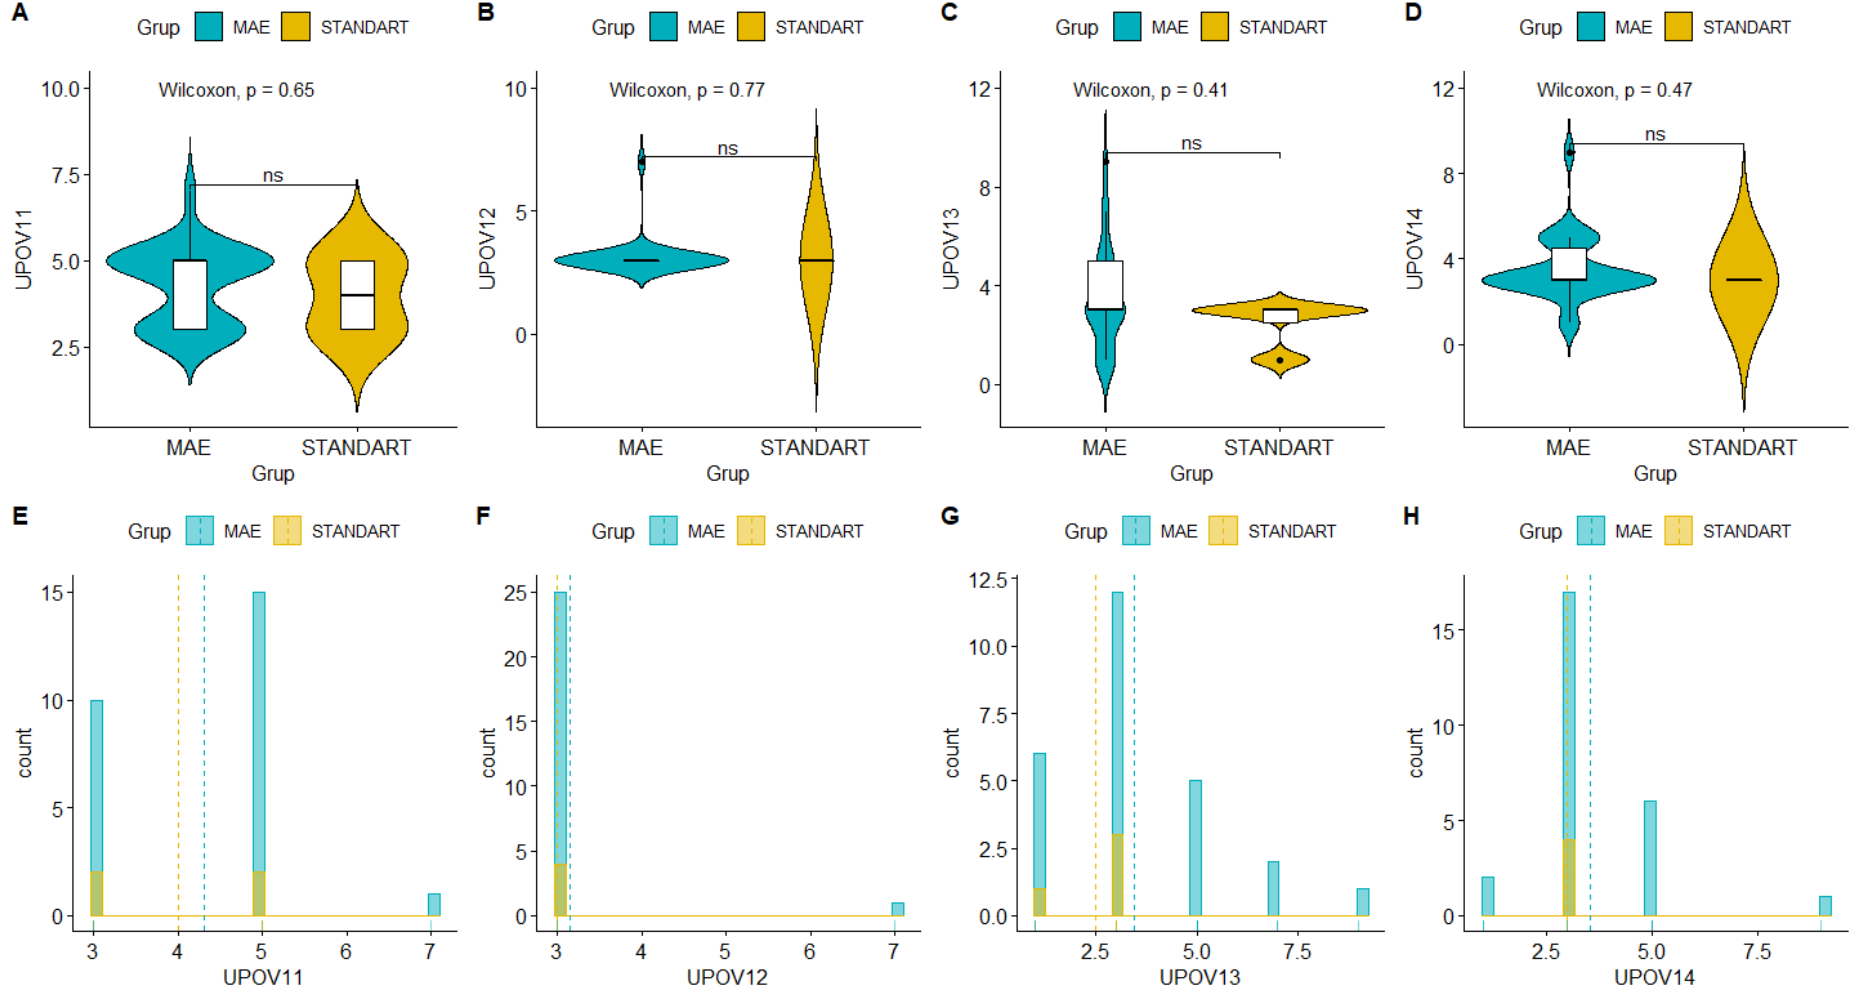 A
Grup MAE STANDART
Wilcoxon, p = 0.65
ns
10.0
7.5
5.0
2.5
UPOV11
MAE STANDART
Grup
B
Grup MAE STANDART
Wilcoxon, p = 0.77
ns
10
5
0
UPOV12
MAE STANDART
Grup
C
Grup MAE STANDART
Wilcoxon, p = 0.41
ns
12
8
4
0
UPOV13
MAE STANDART
Grup
D
Grup MAE STANDART
Wilcoxon, p = 0.47
ns
12
8
4
0
UPOV14
MAE STANDART
Grup
E
Grup MAE STANDART
15
10
5
0
count
3 4 5 6 7
UPOV11
F
Grup MAE STANDART
25
20
15
10
5
0
count
3 4 5 6 7
UPOV12
G
Grup MAE STANDART
12.5
10.0
7.5
5.0
2.5
0.0
count
2.5 5.0 7.5
UPOV13
H
Grup MAE STANDART
15
10
5
0
count
2.5 5.0 7.5
UPOV14